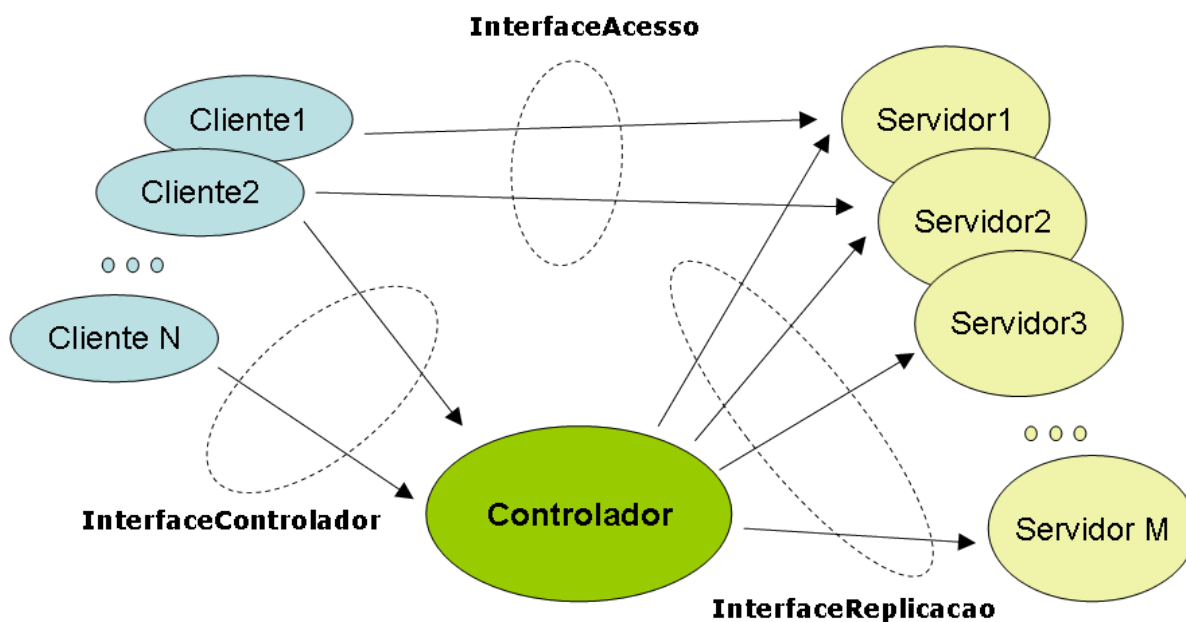 InterfaceAcesso
Cliente1
Servidor1
Cliente2
Servidor2
Cliente N
Servidor3
InterfaceControlador
Controlador
Servidor M
InterfaceReplicacao